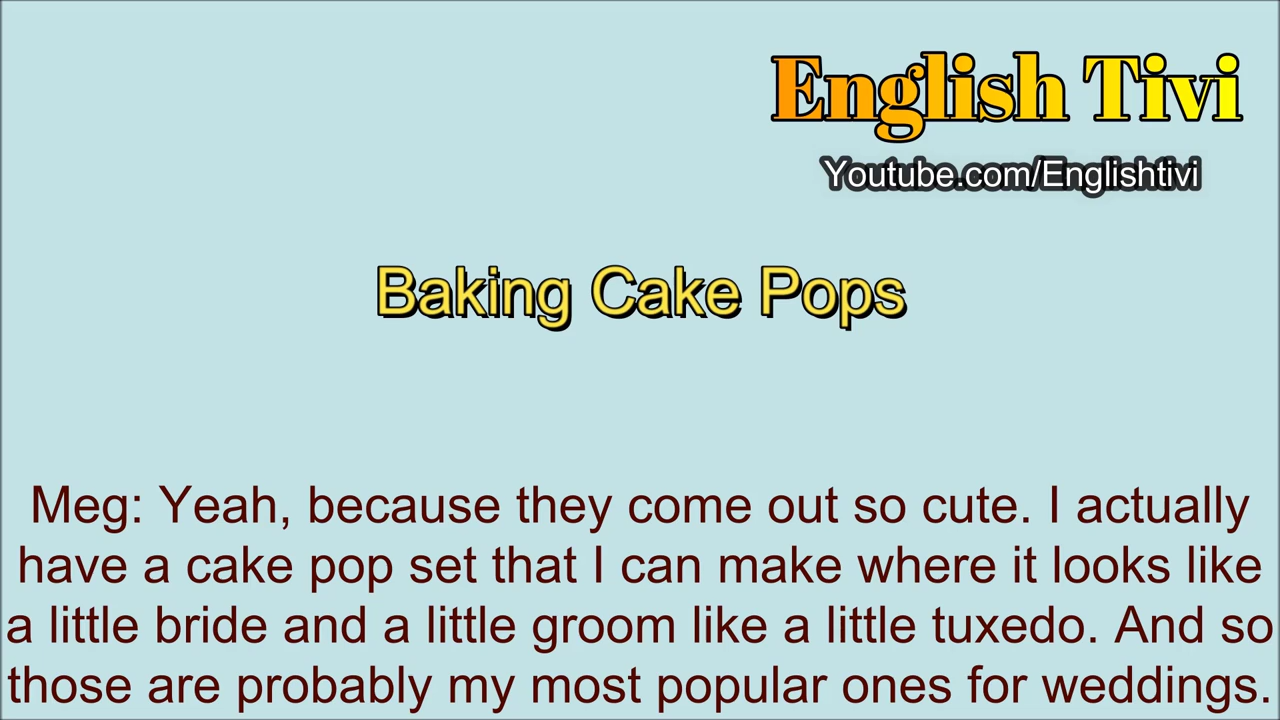 English Tivi
Youtube.com/Englishtivi
Baking Cake Pops
Meg: Yeah, because they come out so cute. I actually
have a cake pop set that I can make where it looks like
a little bride and a little groom like a little tuxedo. And so
those are probably my most popular ones for weddings.